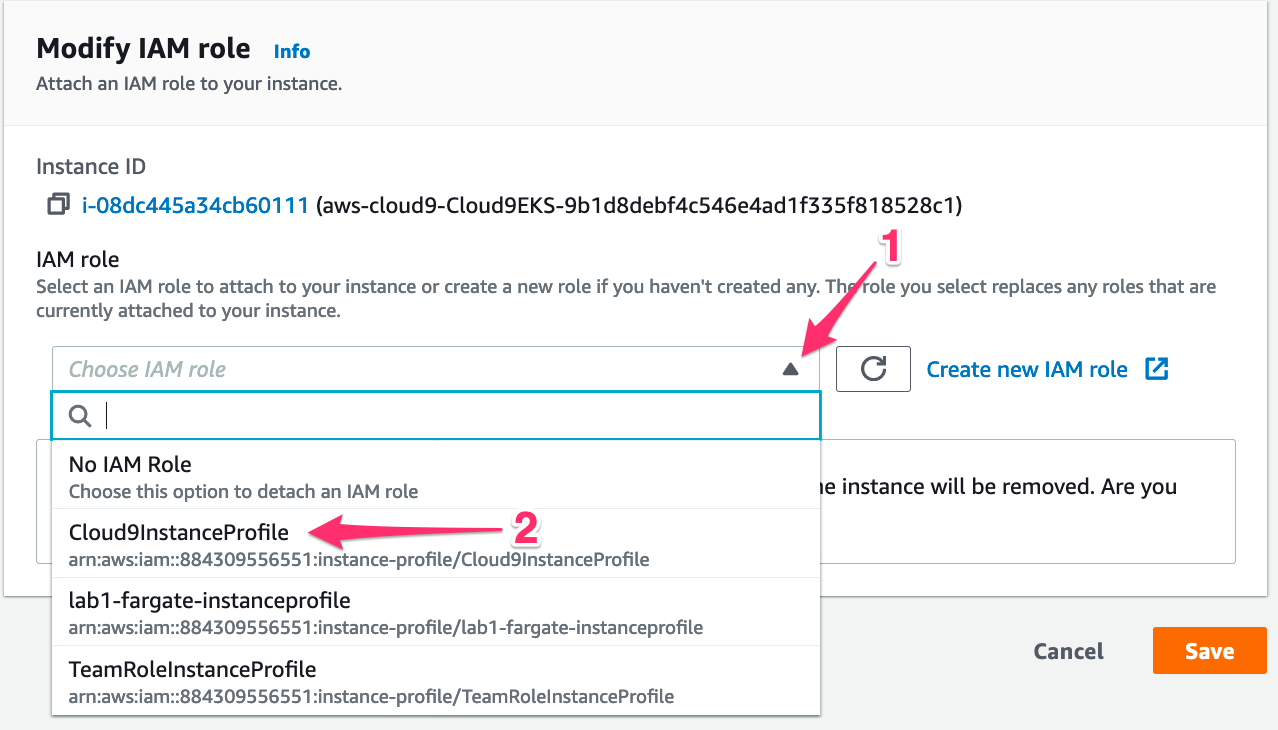 Modify IAM role Info
Attach an IAM role to your instance.
Instance ID
i-08dc445a34cb60111 (aws-cloud9-Cloud9EKS-9b1d8debf4c546e4ad1f335f818528c1)
1
IAM role
Select an IAM role to attach to your instance or create a new role if you haven't created any. The role you select replaces any roles that are
currently attached to your instance.
Choose IAM role
Create new IAM role
No IAM Role
Choose this option to detach an IAM role
instance will be removed. Are you
Cloud9InstanceProfile 2
arn:aws:iam::884309556551:instance-profile/Cloud9InstanceProfile
lab1-fargate-instanceprofile
arn:aws:iam::884309556551:instance-profile/lab1-fargate-instanceprofile
TeamRoleInstanceProfile
arn:aws:iam::884309556551:instance-profile/TeamRoleInstanceProfile
Cancel Save